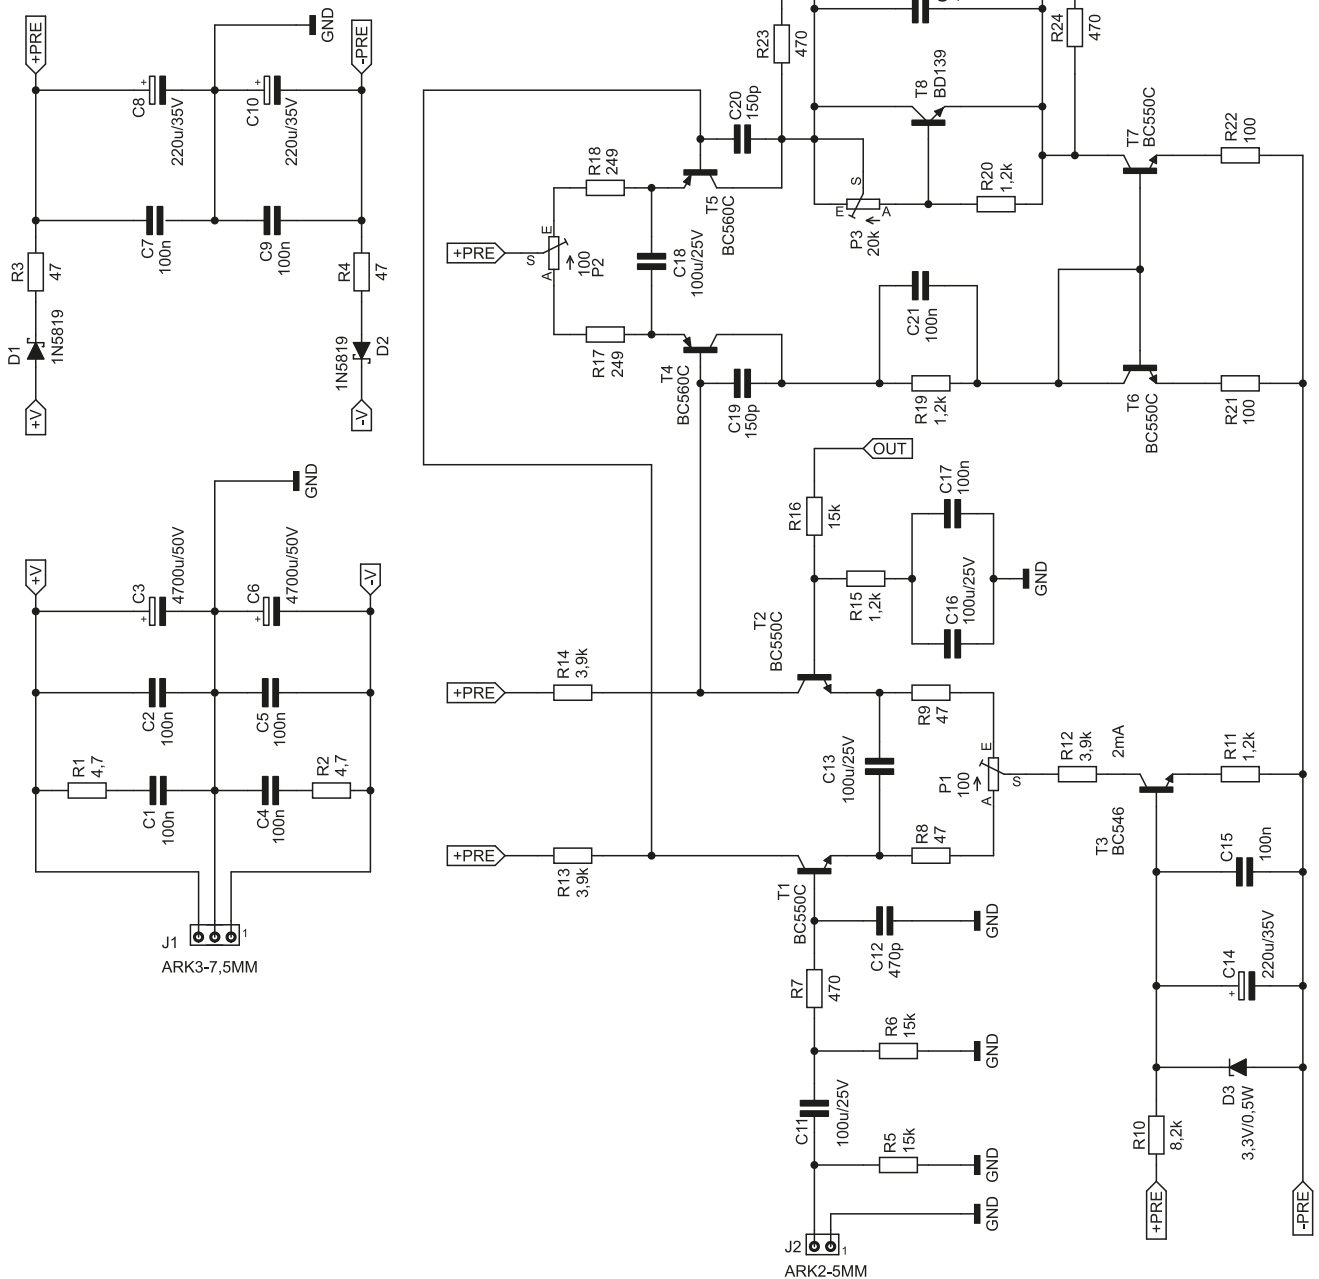 +PRE
GND
-PRE
C8
220u/35V
+
C10
220u/35V
+
C7
100n
C9
100n
R3
47
R4
47
D1
1N5819
1N5819
D2
+V
-V
GND
+V
-V
C3
4700u/50V
+
C6
4700u/50V
+
C2
100n
C5
100n
R1
4,7
R2
4,7
C1
100n
C4
100n
J1
1
ARK3-7,5MM
R23
470
R24
470
T8
BD139
C20
150p
R18
249
T5
BC560C
S
E
A
P3
20k
R20
1,2k
T7
BC550C
R22
100
+PRE
E
S
A
100
P2
C18
100u/25V
R17
249
T4
BC560C
C19
150p
C21
100n
R19
1,2k
T6
BC550C
R21
100
OUT
R16
15k
C17
100n
R15
1,2k
C16
100u/25V
GND
T2
BC550C
+PRE
R14
3,9k
R9
47
C13
100u/25V
P1
100
E
S
A
R12
3,9k
2mA
R11
1,2k
+PRE
R13
3,9k
R8
47
T1
BC550C
T3
BC546
C15
100n
C12
470p
GND
R7
470
C14
220u/35V
+
R6
15k
GND
C11
100u/25V
D3
3,3V/0,5W
R10
8,2k
R5
15k
GND
GND
+PRE
-PRE
J2
1
ARK2-5MM